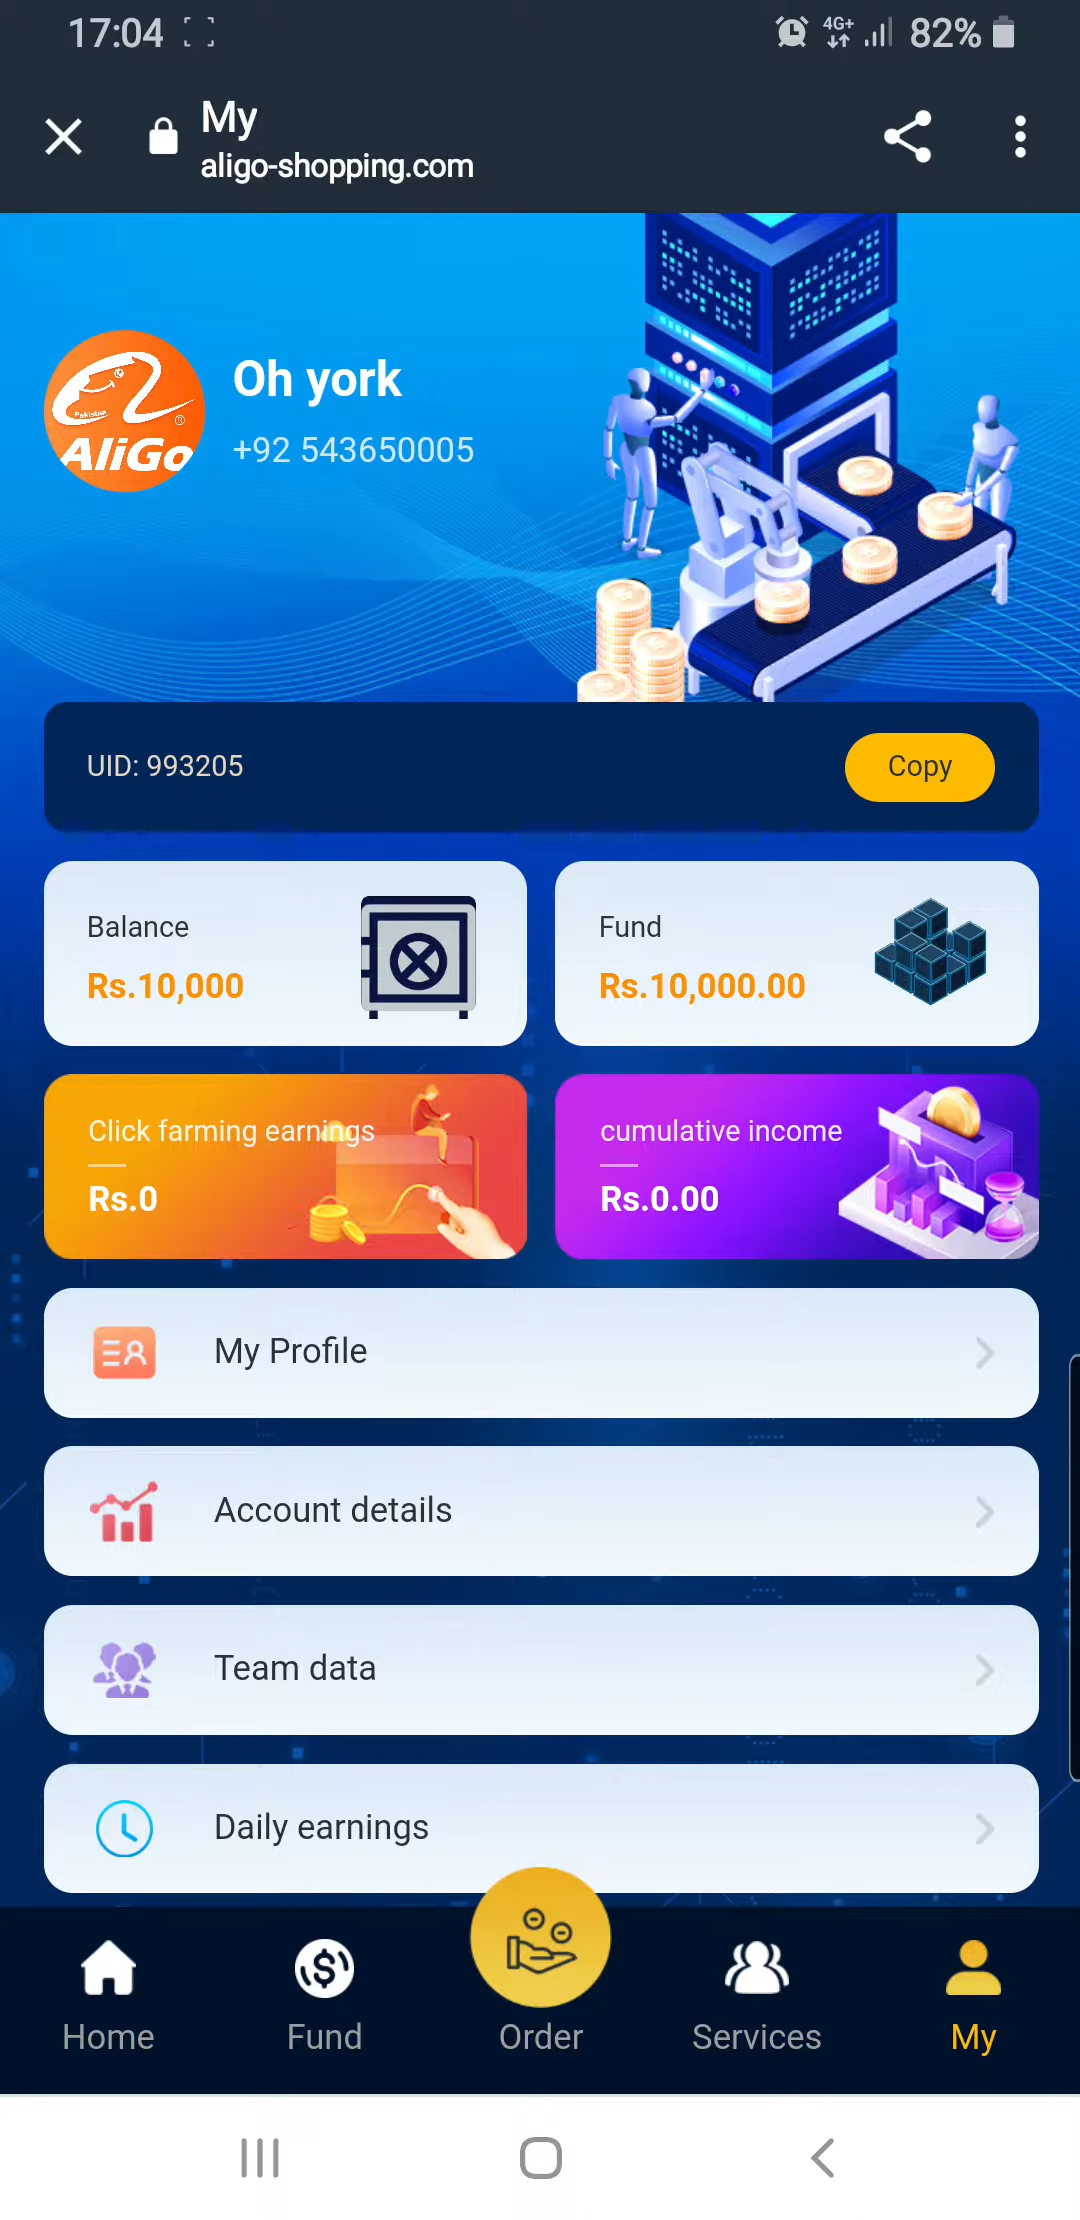 17:04
4G+
82%
My
aligo-shopping.com
Pakistan
®
AliGo
Oh york
+92 543650005
UID: 993205
Copy
Balance
Rs.10,000
Fund
Rs.10,000.00
Click farming earnings
Rs.0
cumulative income
Rs.0.00
My Profile
Account details
Team data
Daily earnings
Home
Fund
Order
Services
My